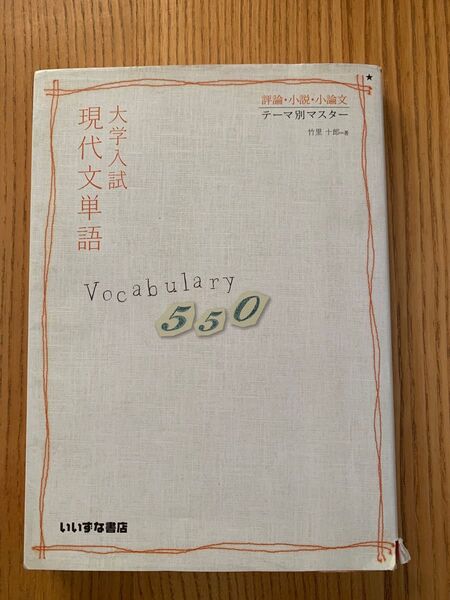 評論・小説・小論文
テーマ別マスター
竹里 十郎=著
大学入試
現代文単語
Vocabulary
550
いいずな書店